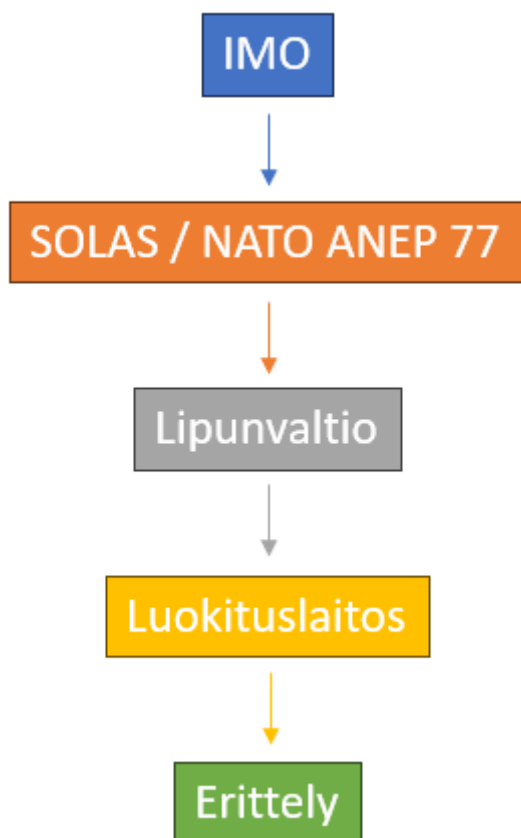 IMO
SOLAS / NATO ANEP 77
Lipunvaltio
Luokituslaitos
Erittely